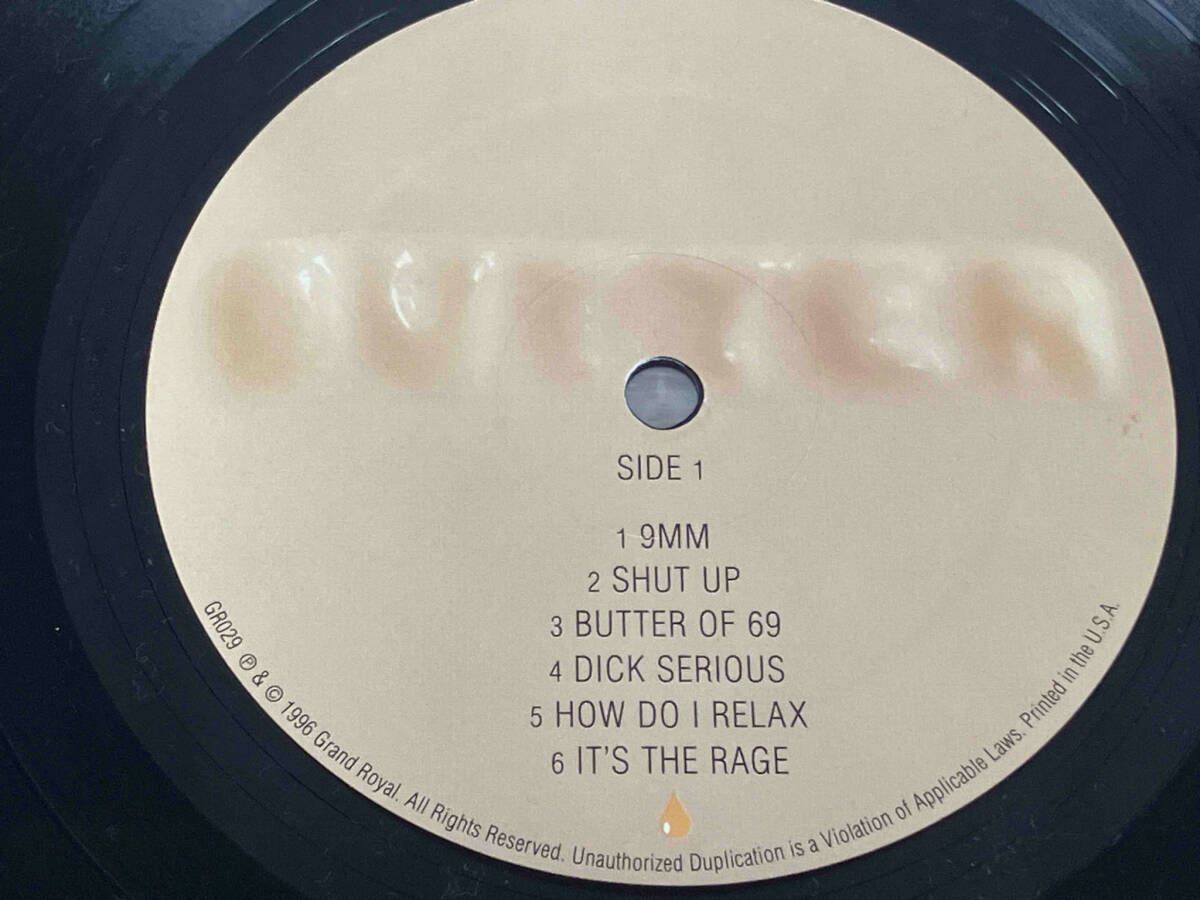 BUTTER
SIDE 1
1 9MM
2 SHUT UP
3 BUTTER OF 69
4 DICK SERIOUS
5 HOW DO I RELAX
6 IT'S THE RAGE
GR029 ℗ & © 1996 Grand Royal. All Rights Reserved. Unauthorized Duplication is a Violation of Applicable Laws. Printed in the U.S.A.